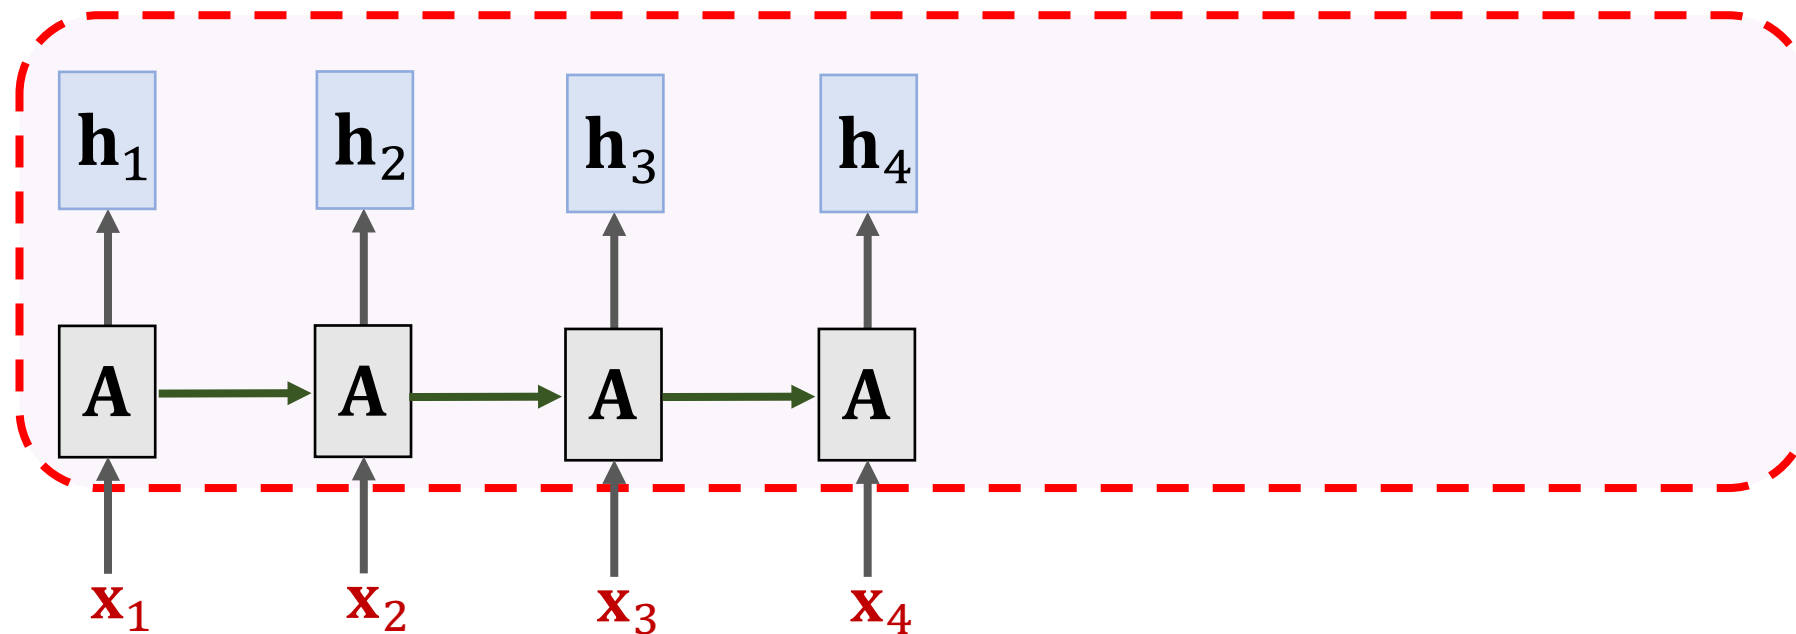 h₁ h₂ h₃ h₄
A A A A
x₁ x₂ x₃ x₄